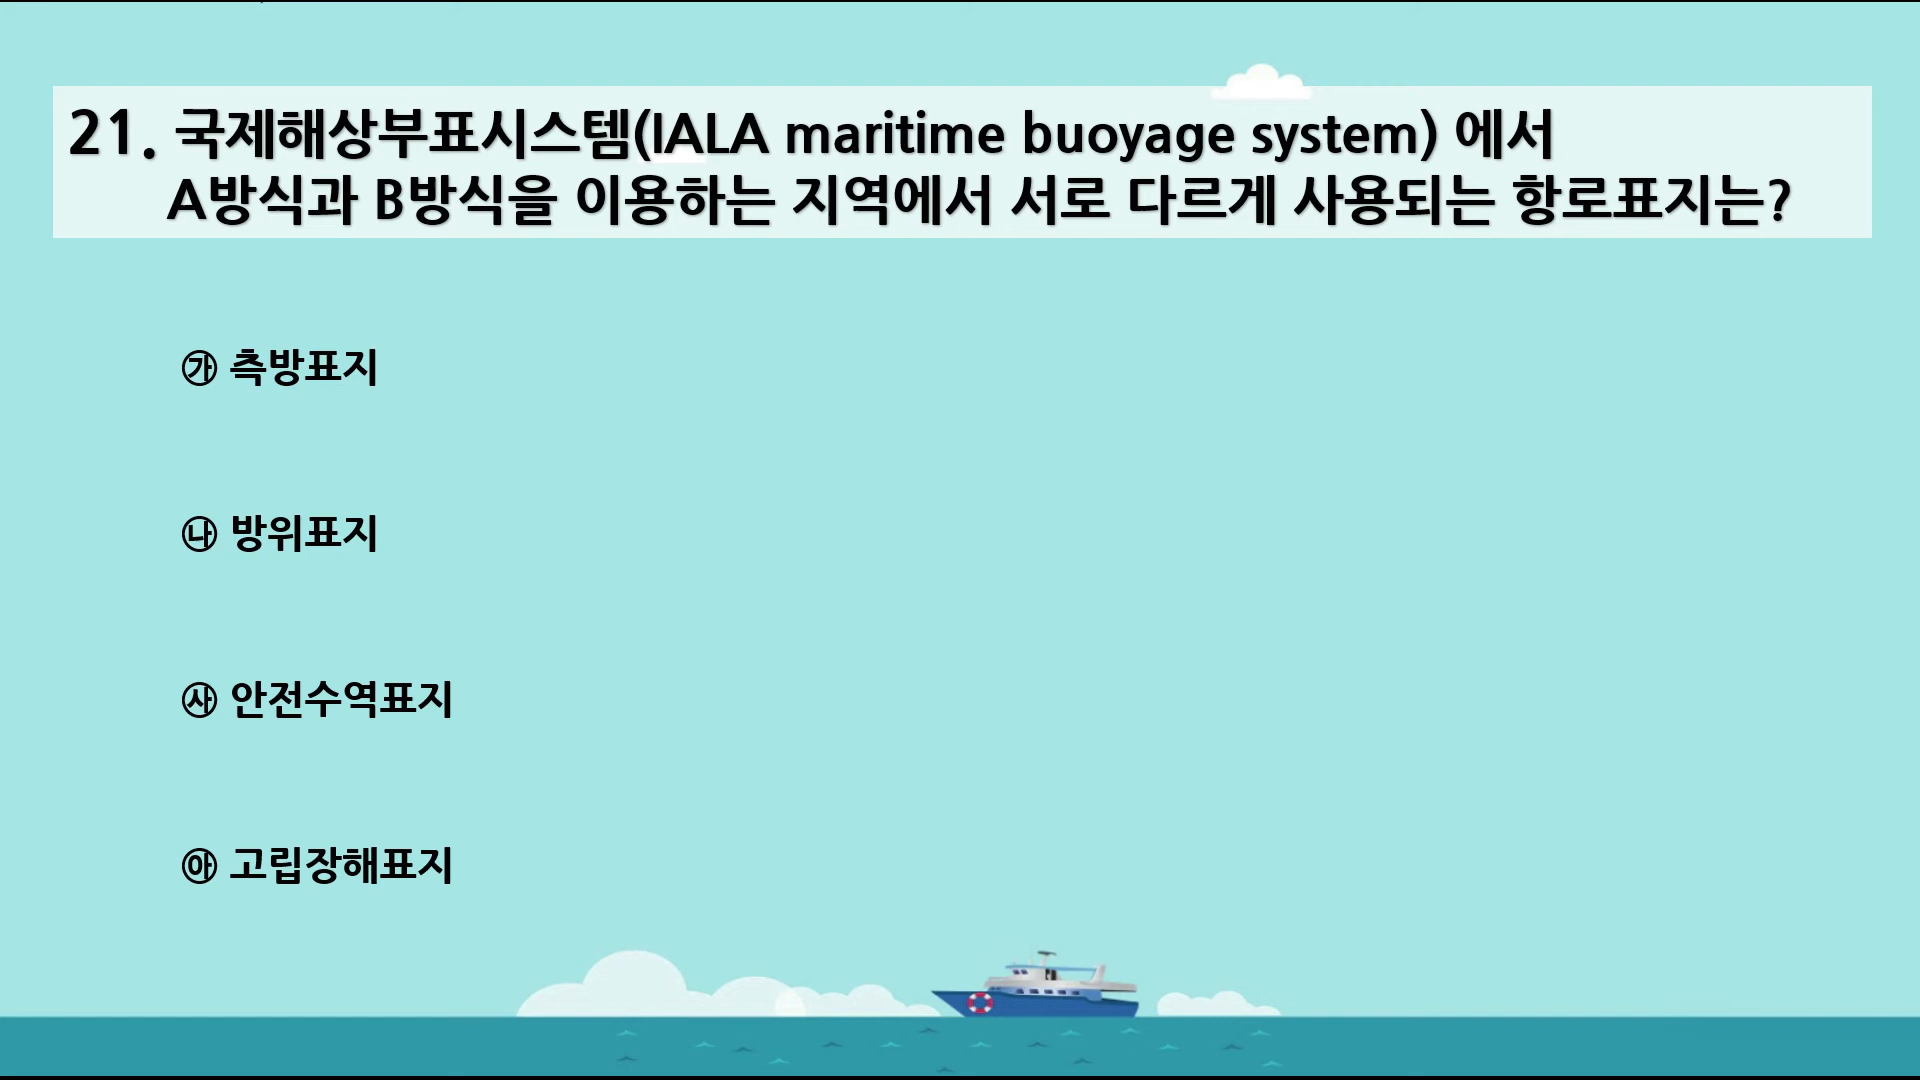 21. 국제해상부표시스템(IALA maritime buoyage system) 에서
A방식과 B방식을 이용하는 지역에서 서로 다르게 사용되는 항로표지는?
㉮ 측방표지
㉯ 방위표지
㉴ 안전수역표지
㉵ 고립장해표지